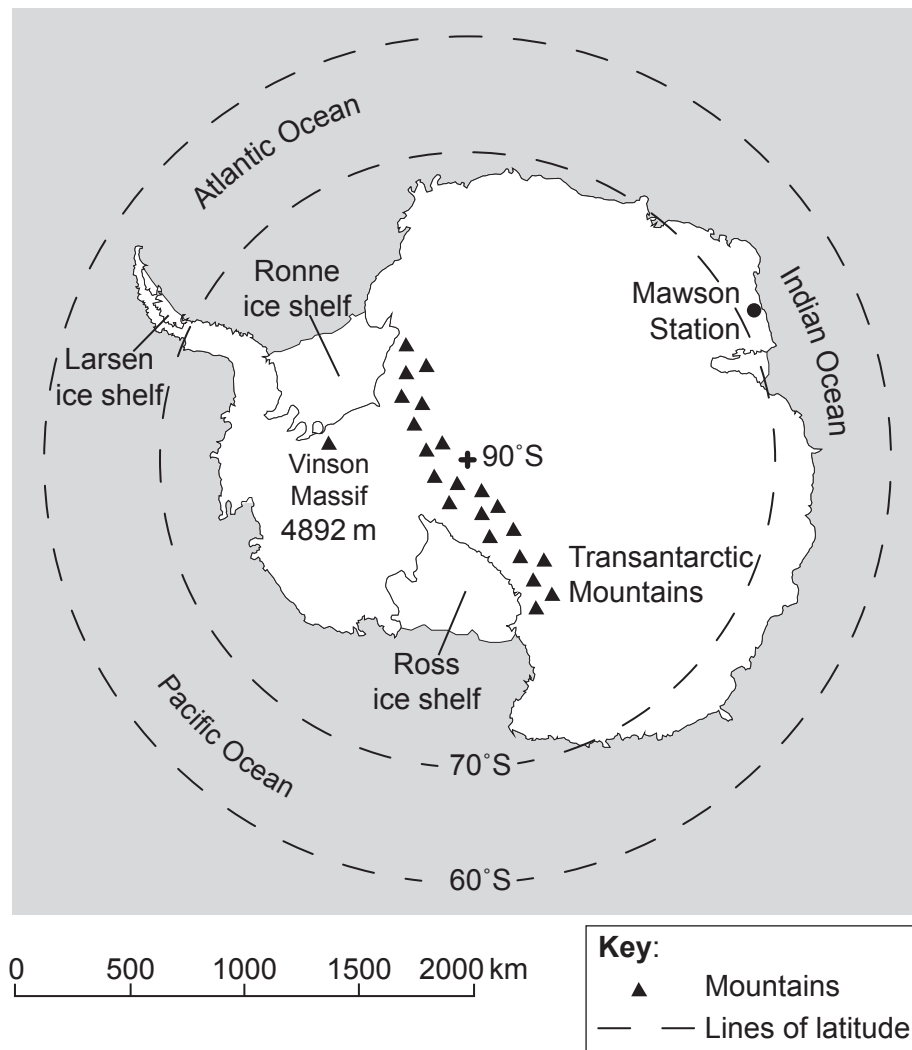 Atlantic Ocean
Ronne
ice shelf
Mawson
Station
Indian Ocean
Larsen
ice shelf
90°S
Vinson
Massif
4892 m
Transantarctic
Mountains
Ross
ice shelf
Pacific Ocean
70°S
60°S
0 500 1000 1500 2000 km
Key:
Mountains
Lines of latitude